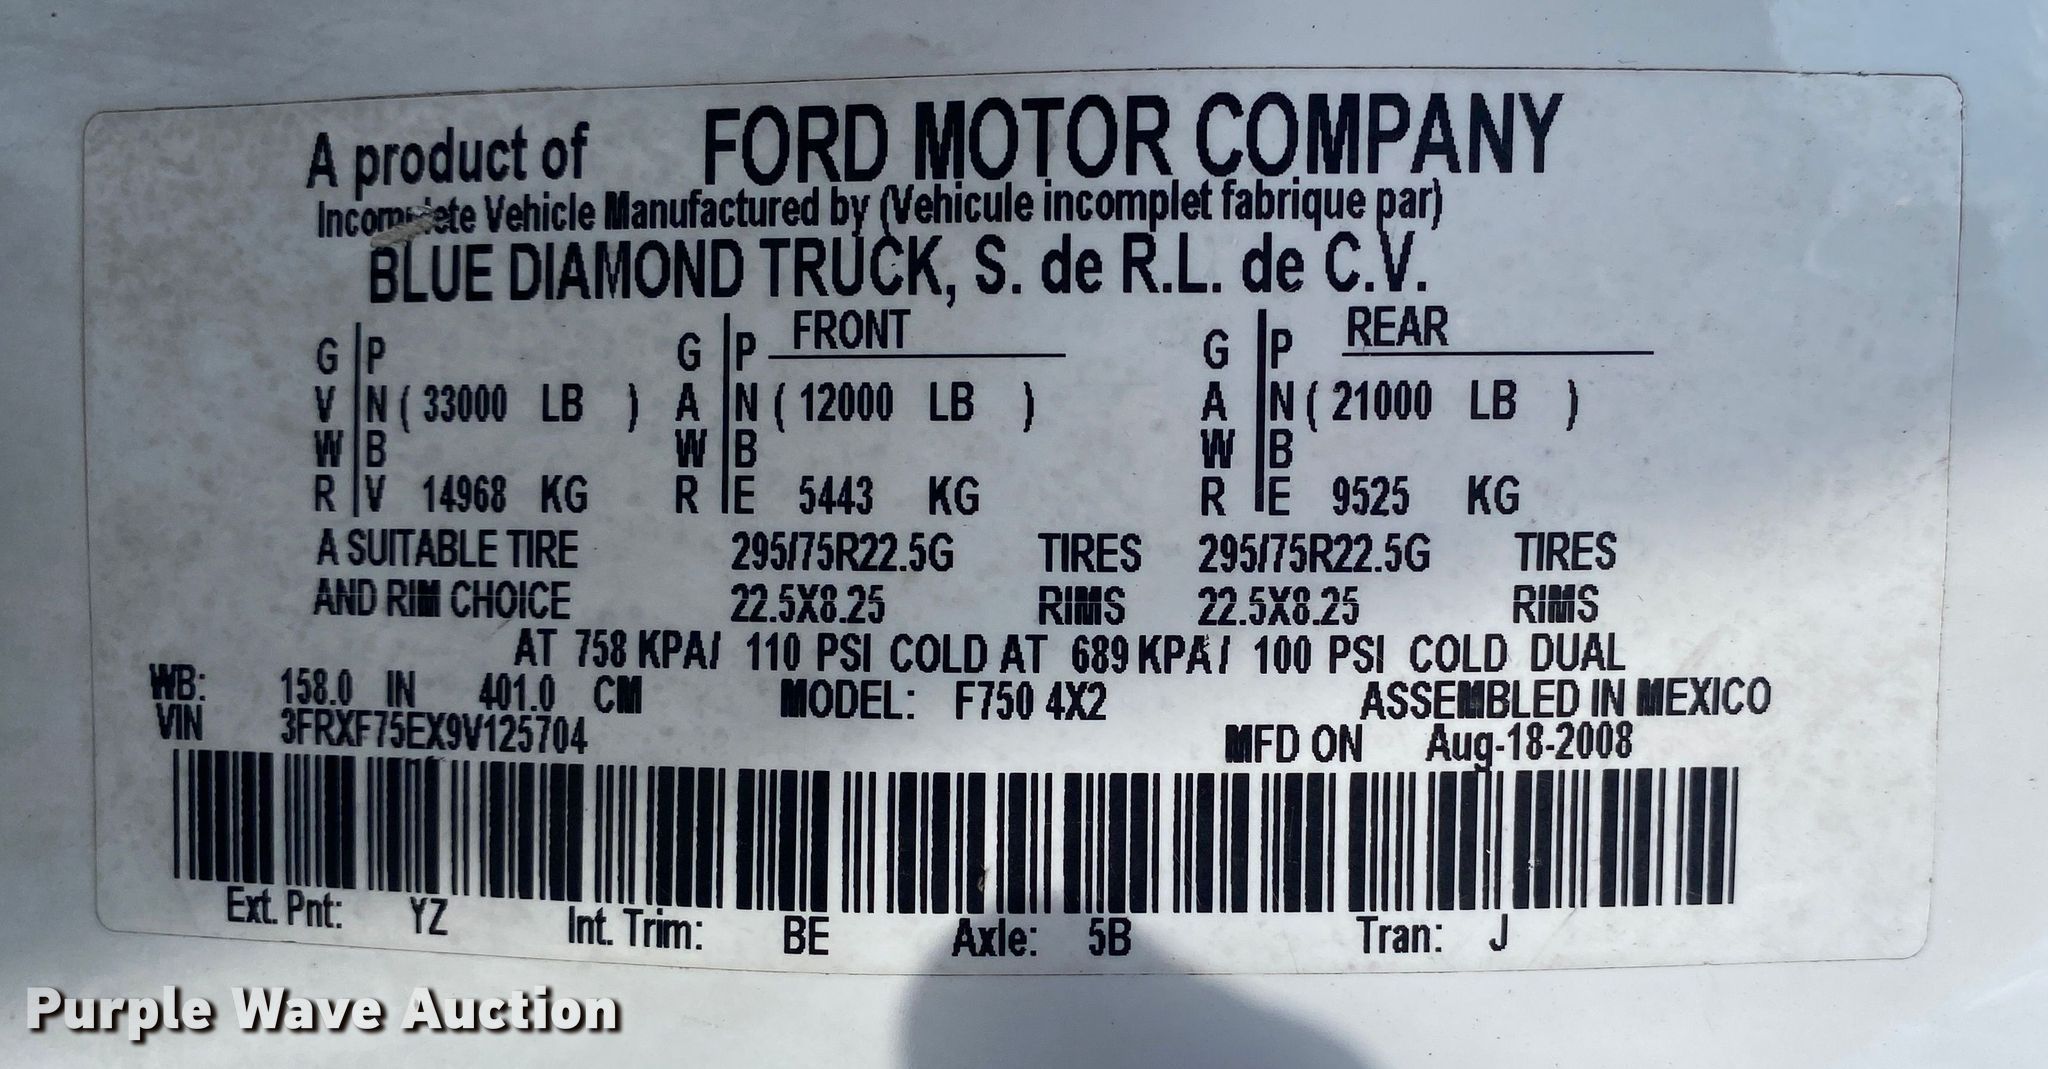 A product of FORD MOTOR COMPANY
Incomplete Vehicle Manufactured by (Vehicule incomplet fabrique par)
BLUE DIAMOND TRUCK, S. de R.L. de C.V.
FRONT REAR
G P G P G P
V N ( 33000 LB ) A N ( 12000 LB ) A N ( 21000 LB )
W B W B W B
R V 14968 KG R E 5443 KG R E 9525 KG
A SUITABLE TIRE 295/75R22.5G TIRES 295/75R22.5G TIRES
AND RIM CHOICE 22.5X8.25 RIMS 22.5X8.25 RIMS
AT 758 KPA/ 110 PSI COLD AT 689 KPA/ 100 PSI COLD DUAL
WB: 158.0 IN 401.0 CM MODEL: F750 4X2 ASSEMBLED IN MEXICO
VIN 3FRXF75EX9V125704 MFD ON Aug-18-2008
Ext. Pnt: YZ Int. Trim: BE Axle: 5B Tran: J
Purple Wave Auction